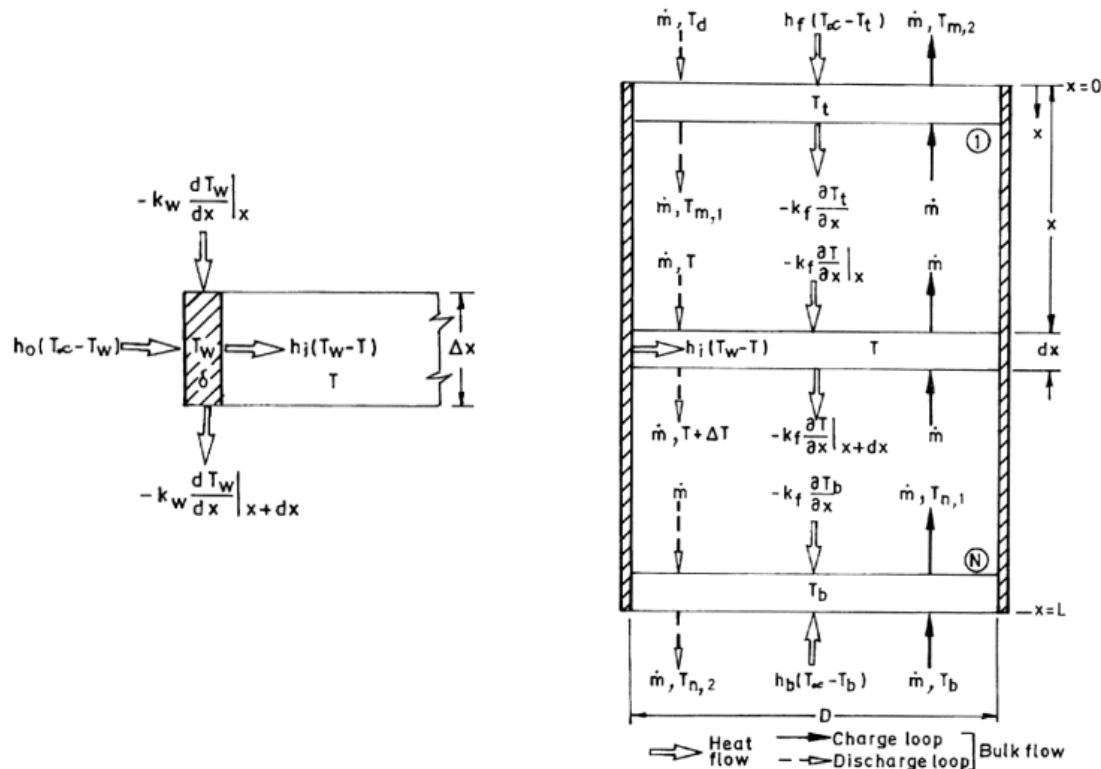 -k_w dT_w/dx|_x
h_o(T_∝-T_w)
T_w
δ
h_i(T_w-T)
T
Δx
-k_w dT_w/dx|_x+dx
ṁ, T_d
h_f(T_∝-T_t)
ṁ, T_m,2
x=0
T_t
x
①
ṁ, T_m,1
-k_f ∂T_t/∂x
ṁ
x
ṁ, T
-k_f ∂T/∂x|_x
ṁ
h_i(T_w-T)
T
dx
ṁ, T+ΔT
-k_f ∂T/∂x|_x+dx
ṁ
ṁ
-k_f ∂T_b/∂x
ṁ, T_n,1
Ⓝ
T_b
x=L
ṁ, T_n,2
h_b(T_∝-T_b)
ṁ, T_b
D
Heat flow
Charge loop
Discharge loop
Bulk flow